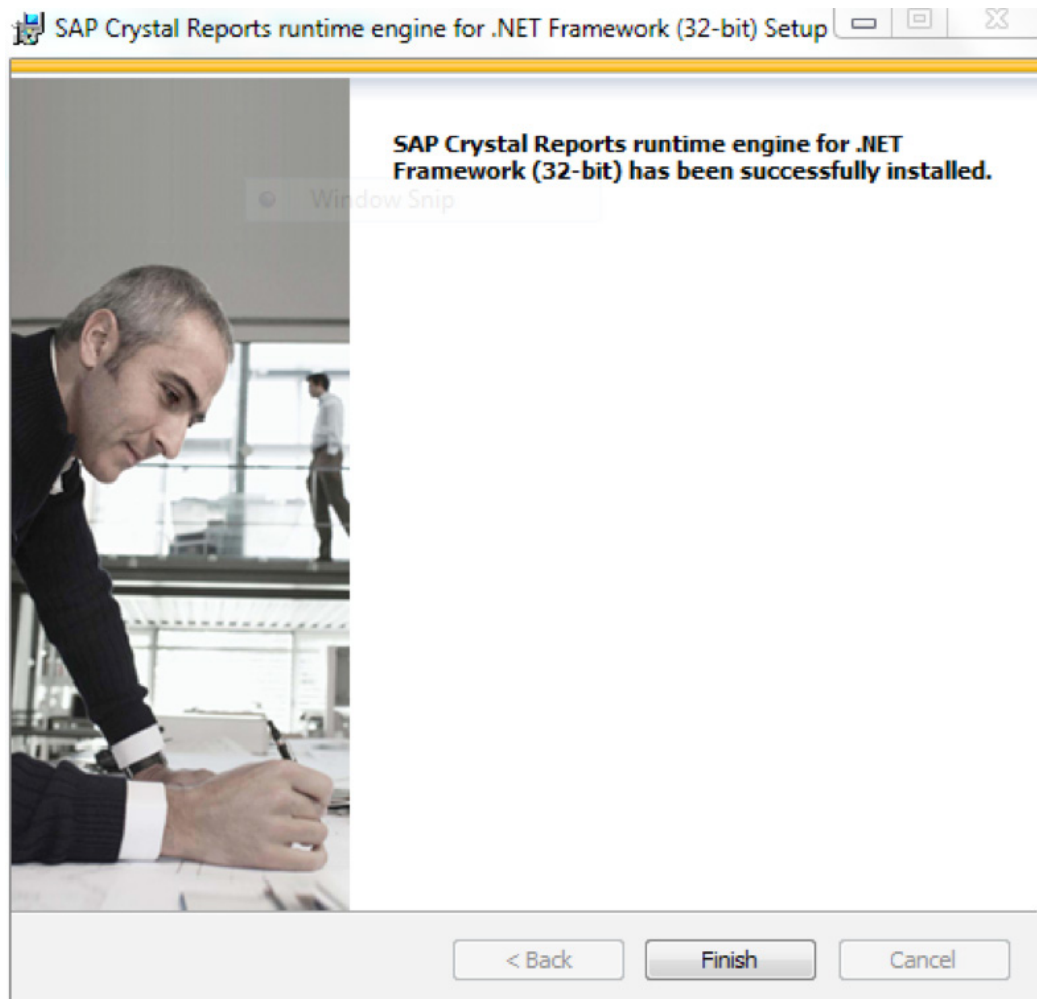 SAP Crystal Reports runtime engine for .NET Framework (32-bit) Setup
SAP Crystal Reports runtime engine for .NET
Framework (32-bit) has been successfully installed.
Window Snip
< Back
Finish
Cancel